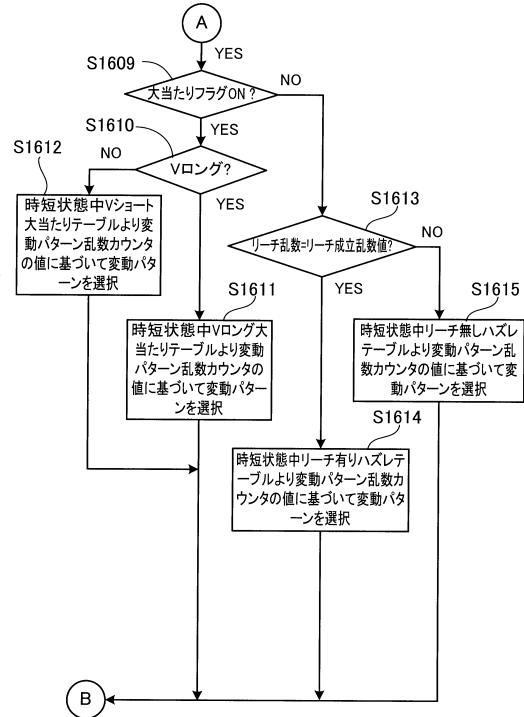 A
YES
S1609
大当たりフラグON？
NO
YES
S1610
Vロング？
NO
YES
S1612
時短状態中Vショート
大当たりテーブルより変
動パターン乱数カウンタ
の値に基づいて変動パタ
ーンを選択
S1613
リーチ乱数=リーチ成立乱数値？
NO
YES
S1611
時短状態中Vロング大
当たりテーブルより変動
パターン乱数カウンタの
値に基づいて変動パター
ンを選択
S1615
時短状態中リーチ無しハズレ
テーブルより変動パターン乱
数カウンタの値に基づいて変
動パターンを選択
S1614
時短状態中リーチ有りハズレテ
ーブルより変動パターン乱数カ
ウンタの値に基づいて変動パタ
ーンを選択
B